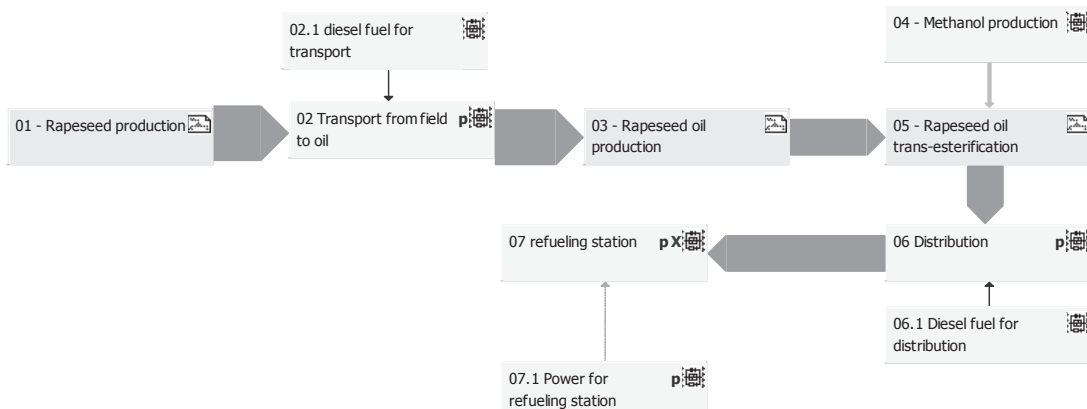 02.1 diesel fuel for
transport
04 - Methanol production
01 - Rapeseed production
02 Transport from field p
to oil
03 - Rapeseed oil
production
05 - Rapeseed oil
trans-esterification
07 refueling station p X
06 Distribution p
06.1 Diesel fuel for
distribution
07.1 Power for p
refueling station